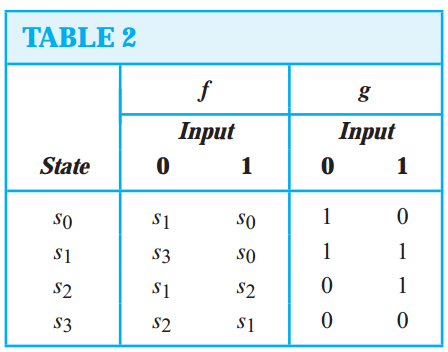 TABLE 2
f g
Input Input
State 0 1 0 1
s0 s1 s0 1 0
s1 s3 s0 1 1
s2 s1 s2 0 1
s3 s2 s1 0 0